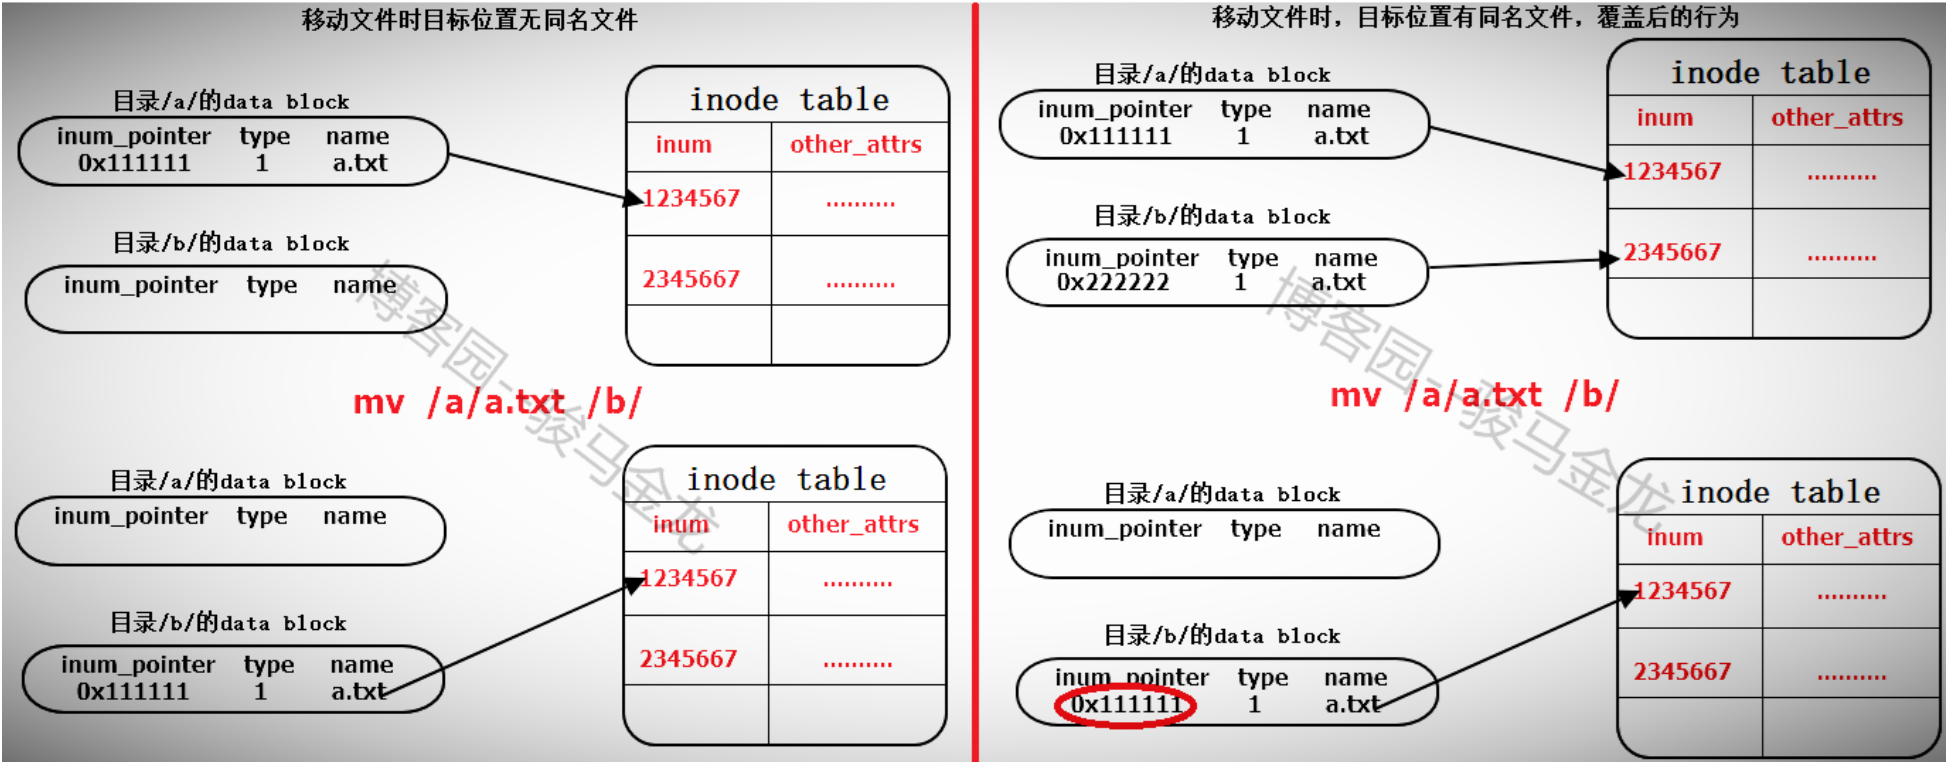 移动文件时目标位置无同名文件
目录/a/的data block
inum_pointer type name
0x111111 1 a.txt
目录/b/的data block
inum_pointer type name
inode table
inum other_attrs
1234567 ..........
2345667 ..........
mv /a/a.txt /b/
目录/a/的data block
inum_pointer type name
目录/b/的data block
inum_pointer type name
0x111111 1 a.txt
inode table
inum other_attrs
1234567 ..........
2345667 ..........
博客园--骏马金龙
移动文件时，目标位置有同名文件，覆盖后的行为
目录/a/的data block
inum_pointer type name
0x111111 1 a.txt
目录/b/的data block
inum_pointer type name
0x222222 1 a.txt
inode table
inum other_attrs
1234567 ..........
2345667 ..........
mv /a/a.txt /b/
目录/a/的data block
inum_pointer type name
目录/b/的data block
inum_pointer type name
0x111111 1 a.txt
inode table
inum other_attrs
1234567 ..........
2345667 ..........
博客园--骏马金龙